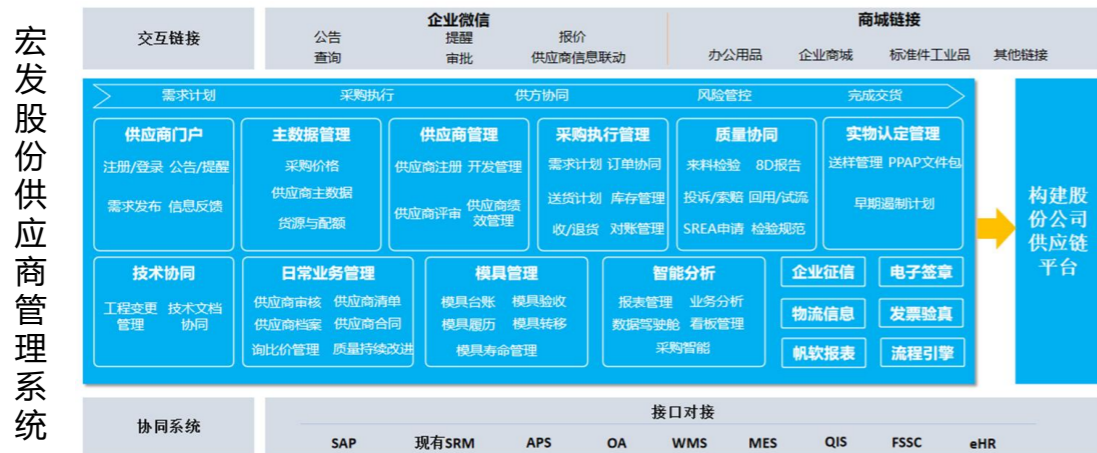 宏发股份供应商管理系统
交互链接
企业微信
公告 提醒 报价
查询 审批 供应商信息联动
商城链接
办公用品 企业商城 标准件工业品 其他链接
需求计划 采购执行 供方协同 风险管控 完成交货
供应商门户
注册/登录 公告/提醒
需求发布 信息反馈
主数据管理
采购价格
供应商主数据
货源与配额
供应商管理
供应商注册 开发管理
供应商评审 供应商绩
效管理
采购执行管理
需求计划 订单协同
送货计划 库存管理
收/退货 对账管理
质量协同
来料检验 8D报告
投诉/索赔 回用/试流
SREA申请 检验规范
实物认定管理
送样管理 PPAP文件包
早期遏制计划
技术协同
工程变更 技术文档
管理 协同
日常业务管理
供应商审核 供应商清单
供应商档案 供应商合同
询比价管理 质量持续改进
模具管理
模具台账 模具验收
模具履历 模具转移
模具寿命管理
智能分析
报表管理 业务分析
数据驾驶舱 看板管理
采购智能
企业征信 电子签章
物流信息 发票验真
帆软报表 流程引擎
构建股
份公司
供应链
平台
协同系统
接口对接
SAP 现有SRM APS OA WMS MES QIS FSSC eHR